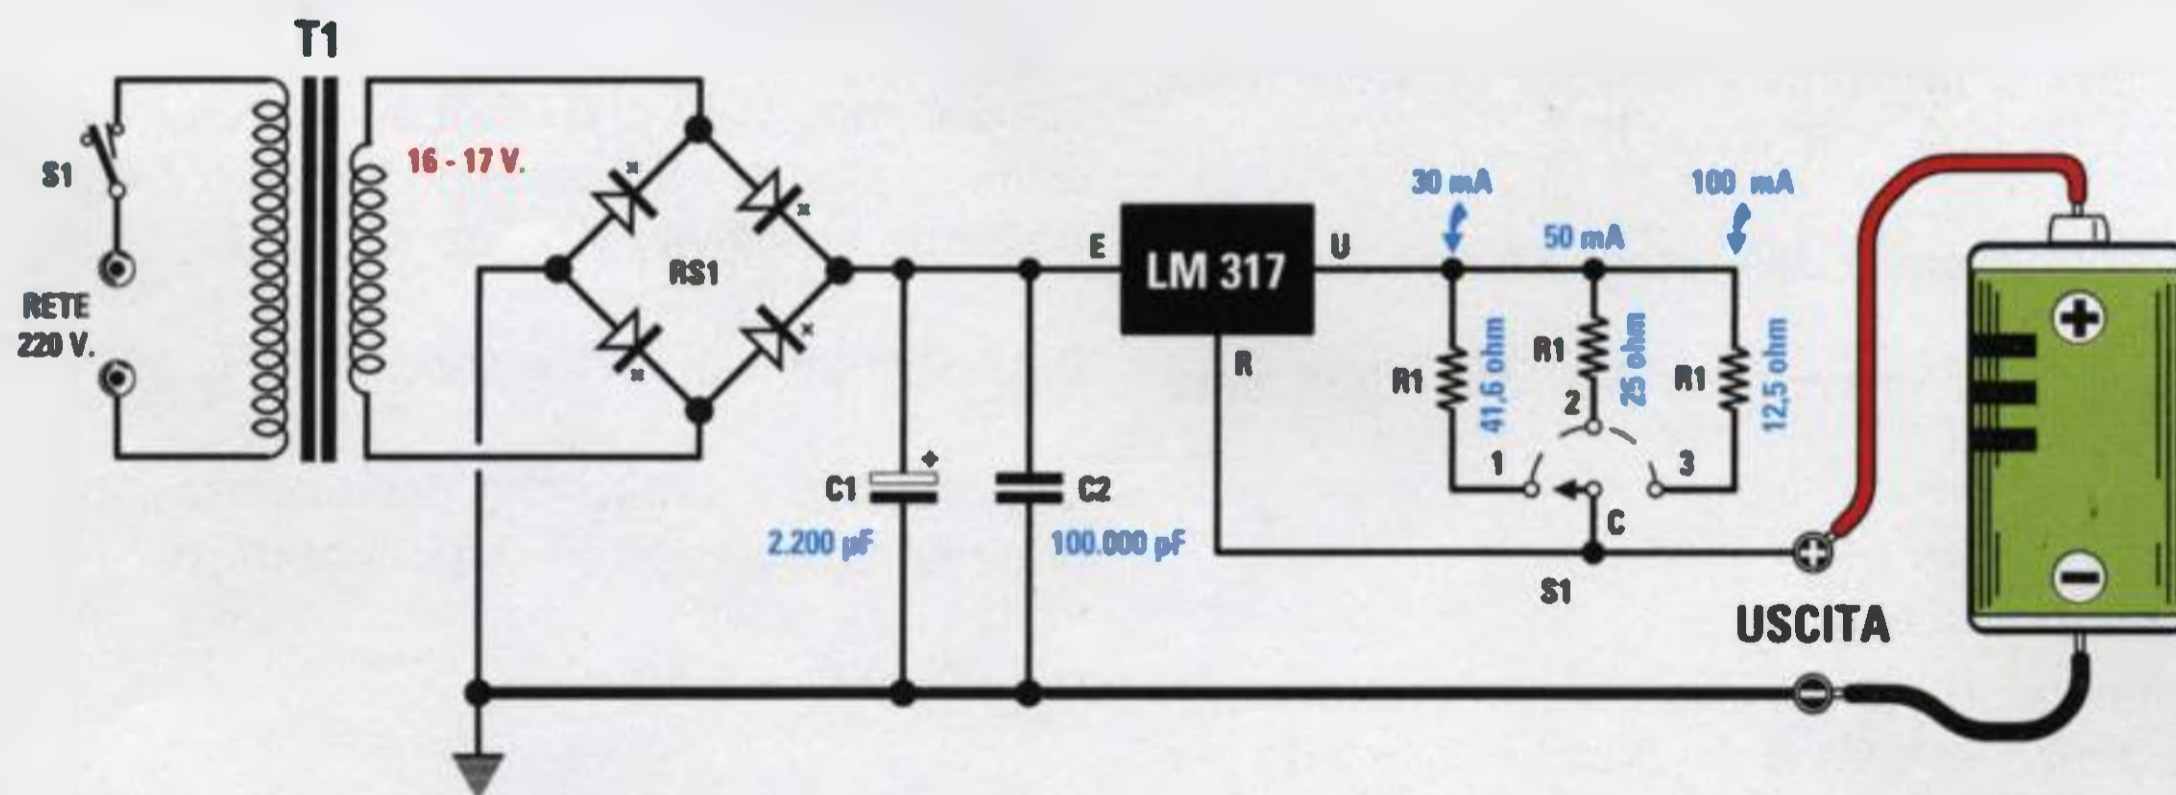 T1
16 - 17 V.
S1
RETE
220 V.
RS1
C1
+
2.200 µF
C2
100.000 pF
E
LM 317
U
R
30 mA
50 mA
100 mA
R1
41,6 ohm
R1
25 ohm
R1
12,5 ohm
1
2
3
C
S1
+
USCITA
-
+
-